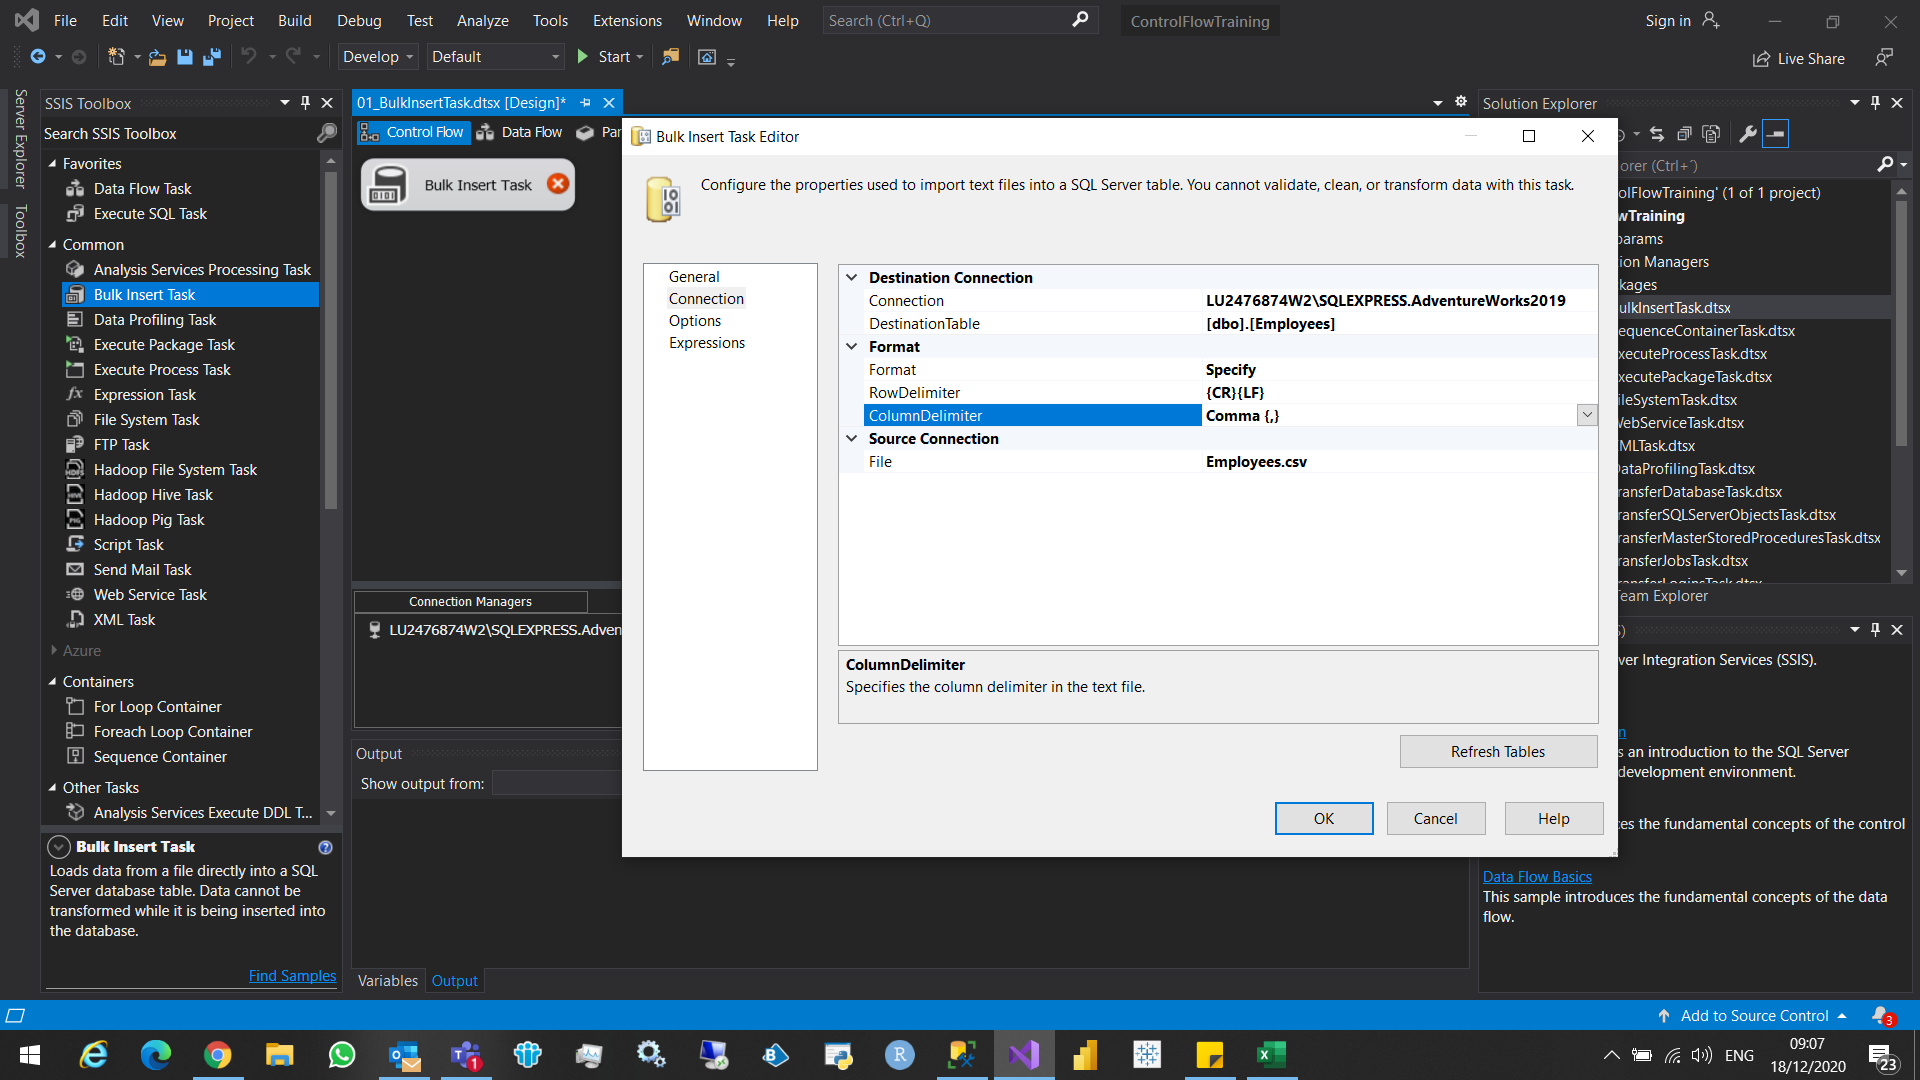 File Edit View Project Build Debug Test Analyze Tools Extensions Window Help Search (Ctrl+Q) ControlFlowTraining Sign in
Develop Default Start Live Share
Server Explorer
Toolbox
SSIS Toolbox
Search SSIS Toolbox
Favorites
Data Flow Task
Execute SQL Task
Common
Analysis Services Processing Task
Bulk Insert Task
Data Profiling Task
Execute Package Task
Execute Process Task
Expression Task
File System Task
FTP Task
Hadoop File System Task
Hadoop Hive Task
Hadoop Pig Task
Script Task
Send Mail Task
Web Service Task
XML Task
Azure
Containers
For Loop Container
Foreach Loop Container
Sequence Container
Other Tasks
Analysis Services Execute DDL T...
Bulk Insert Task
Loads data from a file directly into a SQL
Server database table. Data cannot be
transformed while it is being inserted into
the database.
Find Samples
01_BulkInsertTask.dtsx [Design]*
Control Flow Data Flow Par
Bulk Insert Task
Connection Managers
LU2476874W2\SQLEXPRESS.Adven
Output
Show output from:
Variables Output
Bulk Insert Task Editor
Configure the properties used to import text files into a SQL Server table. You cannot validate, clean, or transform data with this task.
General
Connection
Options
Expressions
Destination Connection
Connection LU2476874W2\SQLEXPRESS.AdventureWorks2019
DestinationTable [dbo].[Employees]
Format
Format Specify
RowDelimiter {CR}{LF}
ColumnDelimiter Comma {,}
Source Connection
File Employees.csv
ColumnDelimiter
Specifies the column delimiter in the text file.
Refresh Tables
OK Cancel Help
Solution Explorer
orer (Ctrl+´)
olFlowTraining' (1 of 1 project)
wTraining
params
ion Managers
kages
ulkInsertTask.dtsx
equenceContainerTask.dtsx
xecuteProcessTask.dtsx
xecutePackageTask.dtsx
ileSystemTask.dtsx
VebServiceTask.dtsx
MLTask.dtsx
DataProfilingTask.dtsx
ransferDatabaseTask.dtsx
ransferSQLServerObjectsTask.dtsx
ransferMasterStoredProceduresTask.dtsx
ransferJobsTask.dtsx
ransferLoginsTask.dtsx
Team Explorer
S)
ver Integration Services (SSIS).
n
s an introduction to the SQL Server
development environment.
ces the fundamental concepts of the control
Data Flow Basics
This sample introduces the fundamental concepts of the data
flow.
Add to Source Control 3
1 ENG 09:07
18/12/2020 23